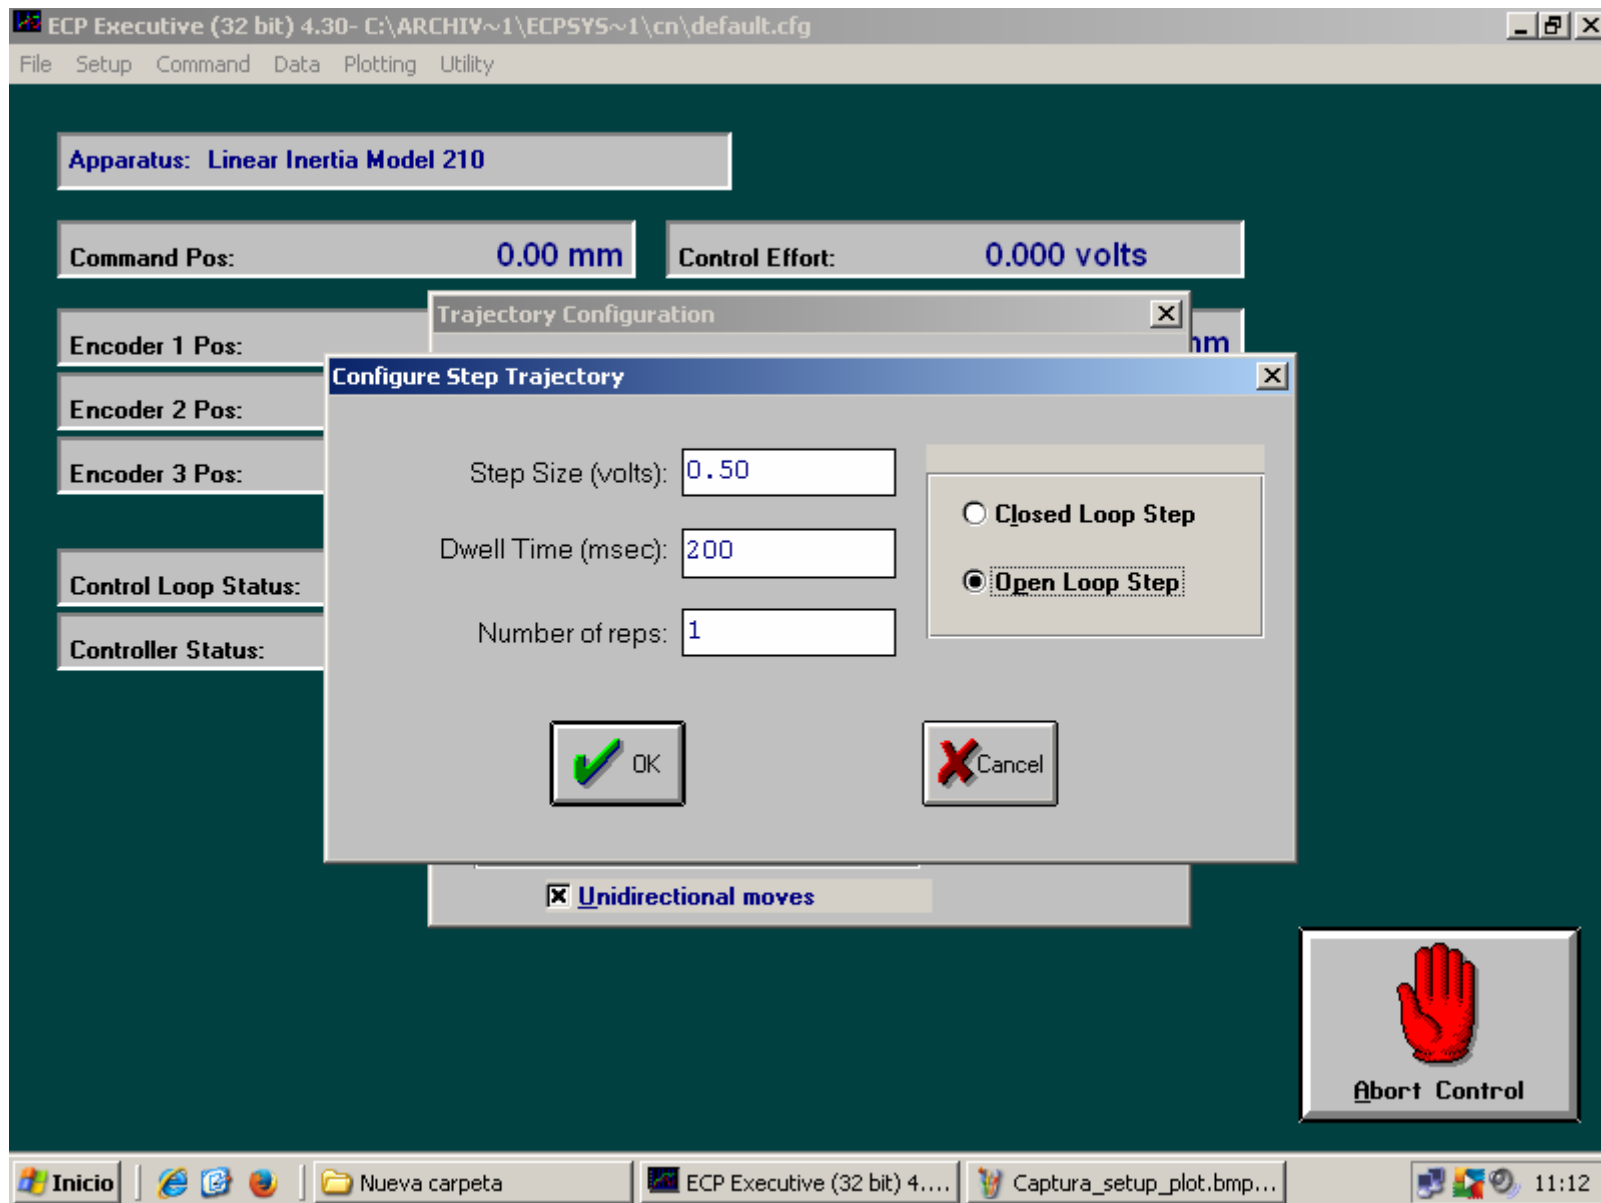 ECP Executive (32 bit) 4.30- C:\ARCHIV~1\ECPSYS~1\cn\default.cfg
File Setup Command Data Plotting Utility
Apparatus: Linear Inertia Model 210
Command Pos: 0.00 mm
Control Effort: 0.000 volts
Trajectory Configuration
Encoder 1 Pos:
Encoder 2 Pos:
Encoder 3 Pos:
Control Loop Status:
Controller Status:
Configure Step Trajectory
Step Size (volts): 0.50
Dwell Time (msec): 200
Number of reps: 1
Closed Loop Step
Open Loop Step
OK
Cancel
Unidirectional moves
Abort Control
Inicio
Nueva carpeta
ECP Executive (32 bit) 4....
Captura_setup_plot.bmp...
11:12